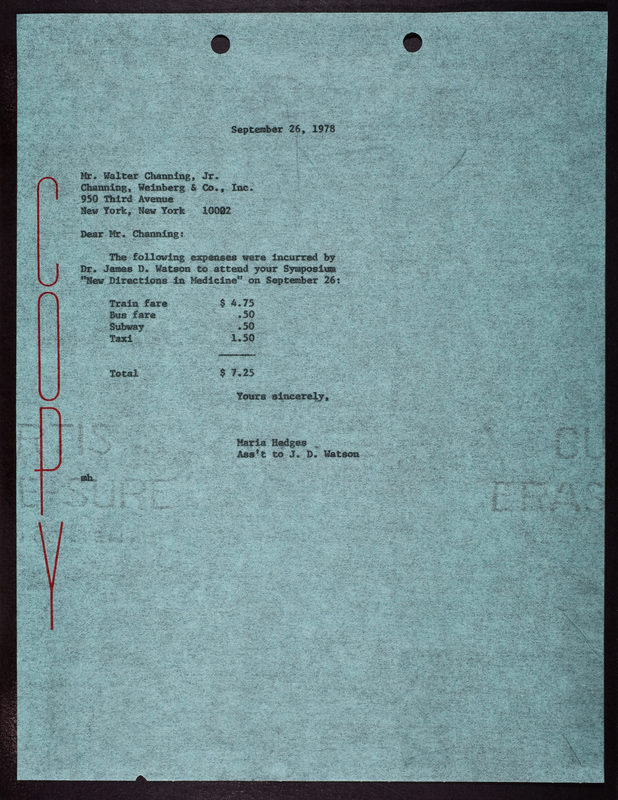 September 26, 1978
Mr. Walter Channing, Jr.
Channing, Weinberg & Co., Inc.
950 Third Avenue
New York, New York 10002
Dear Mr. Channing:
The following expenses were incurred by
Dr. James D. Watson to attend your Symposium
"New Directions in Medicine" on September 26:
Train fare $ 4.75
Bus fare .50
Subway .50
Taxi 1.50
Total $ 7.25
Yours sincerely,
Maria Hedges
Ass't to J. D. Watson
mh
COPY